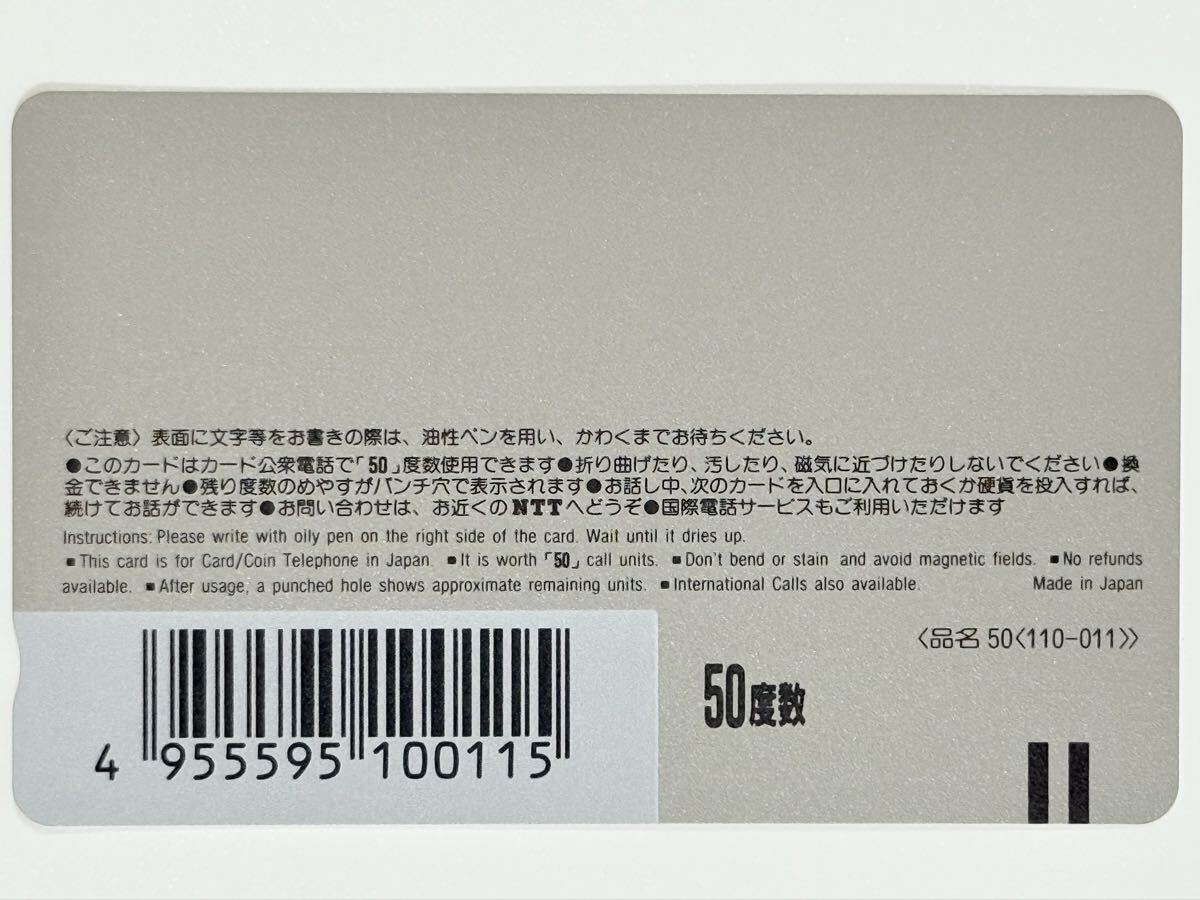 〈ご注意〉表面に文字等をお書きの際は、油性ペンを用い、かわくまでお待ちください。
●このカードはカード公衆電話で「50」度数使用できます●折り曲げたり、汚したり、磁気に近づけたりしないでください●換
金できません●残り度数のめやすがパンチ穴で表示されます●お話し中、次のカードを入口に入れておくか硬貨を投入すれば、
続けてお話ができます●お問い合わせは、お近くのNTTへどうぞ●国際電話サービスもご利用いただけます
Instructions: Please write with oily pen on the right side of the card. Wait until it dries up.
■This card is for Card/Coin Telephone in Japan. ■It is worth「50」call units. ■Don't bend or stain and avoid magnetic fields. ■No refunds
available. ■After usage, a punched hole shows approximate remaining units. ■International Calls also available. Made in Japan
〈品名 50〈110-011〉〉
50度数
4 955595 100115